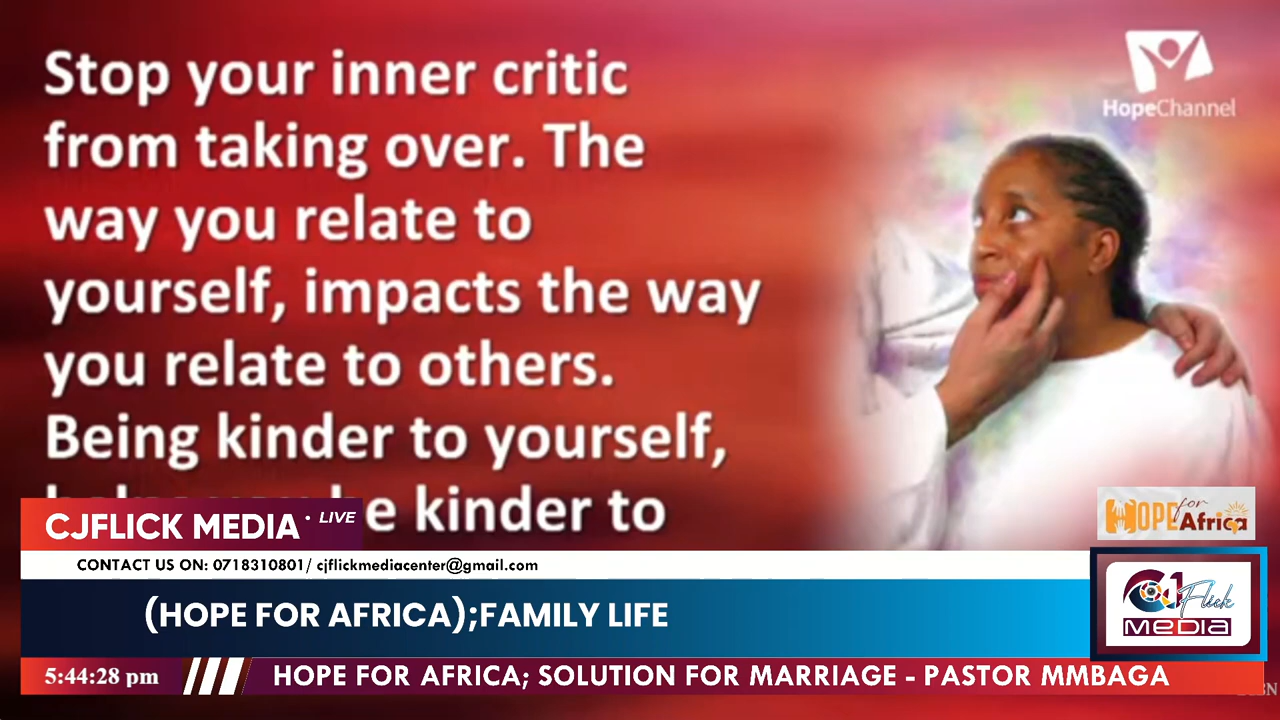 Stop your inner critic
from taking over. The
way you relate to
yourself, impacts the way
you relate to others.
Being kinder to yourself,
kinder to
HopeChannel
CJFLICK MEDIA • LIVE
CONTACT US ON: 0718310801/ cjflickmediacenter@gmail.com
(HOPE FOR AFRICA);FAMILY LIFE
HOPE for Africa
Flick
MEDIA
5:44:28 pm
HOPE FOR AFRICA; SOLUTION FOR MARRIAGE - PASTOR MMBAGA